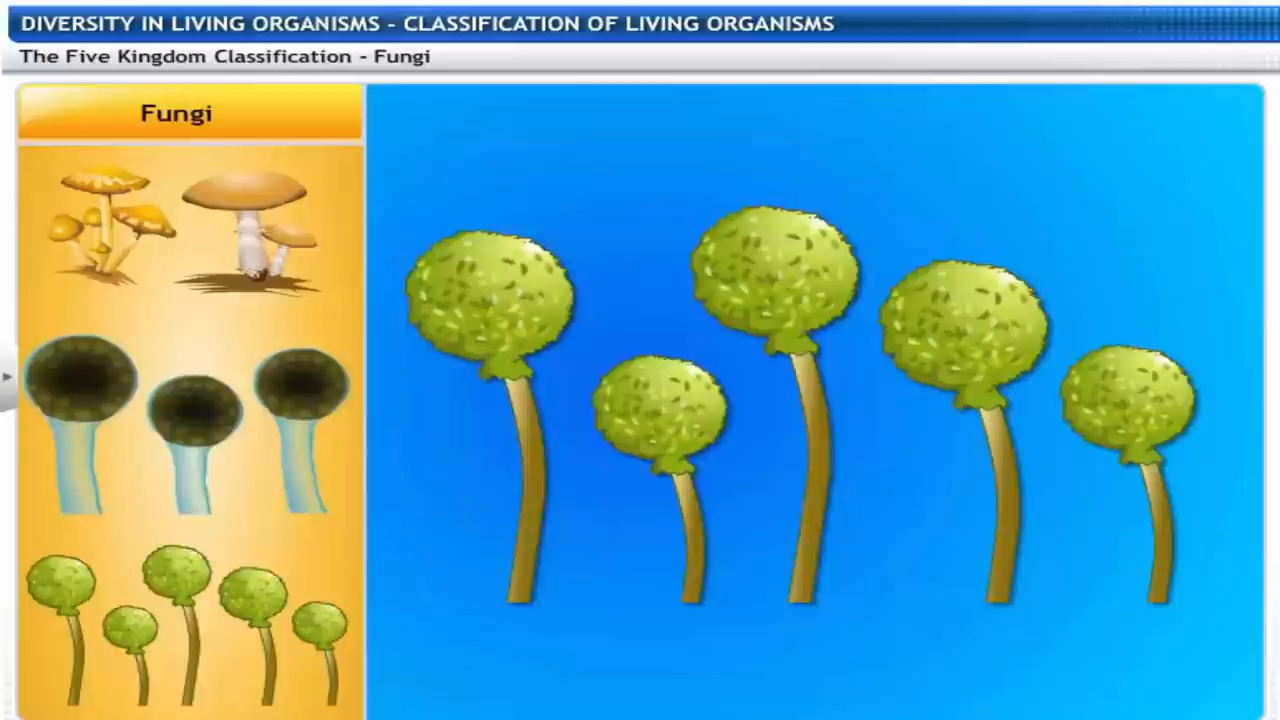 DIVERSITY IN LIVING ORGANISMS - CLASSIFICATION OF LIVING ORGANISMS
The Five Kingdom Classification - Fungi
Fungi